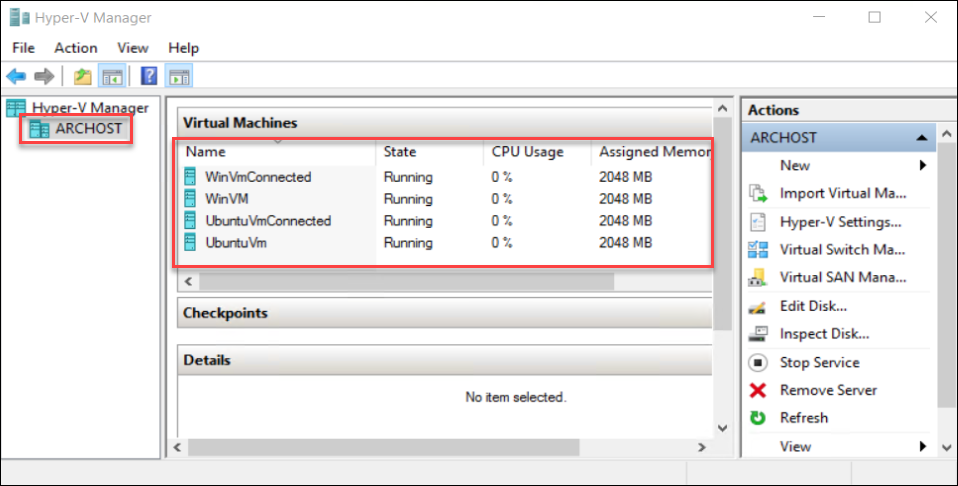 Hyper-V Manager
File Action View Help
Hyper-V Manager
ARCHOST
Virtual Machines
Name State CPU Usage Assigned Memor
WinVmConnected Running 0 % 2048 MB
WinVM Running 0 % 2048 MB
UbuntuVmConnected Running 0 % 2048 MB
UbuntuVm Running 0 % 2048 MB
Checkpoints
Details
No item selected.
Actions
ARCHOST
New
Import Virtual Ma...
Hyper-V Settings...
Virtual Switch Ma...
Virtual SAN Mana...
Edit Disk...
Inspect Disk...
Stop Service
Remove Server
Refresh
View